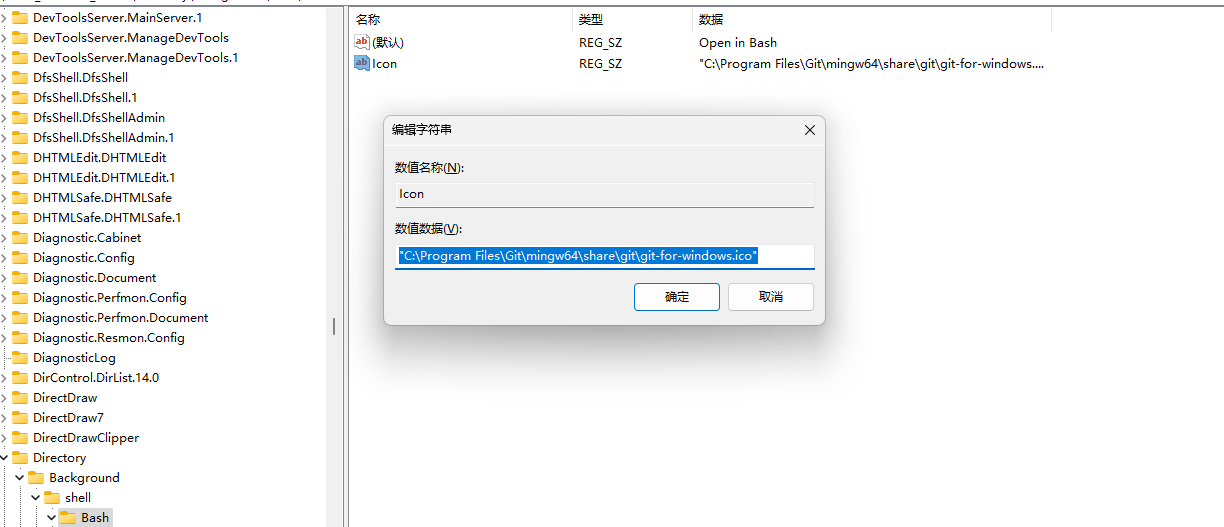 DevToolsServer.MainServer.1
DevToolsServer.ManageDevTools
DevToolsServer.ManageDevTools.1
DfsShell.DfsShell
DfsShell.DfsShell.1
DfsShell.DfsShellAdmin
DfsShell.DfsShellAdmin.1
DHTMLEdit.DHTMLEdit
DHTMLEdit.DHTMLEdit.1
DHTMLSafe.DHTMLSafe
DHTMLSafe.DHTMLSafe.1
Diagnostic.Cabinet
Diagnostic.Config
Diagnostic.Document
Diagnostic.Perfmon.Config
Diagnostic.Perfmon.Document
Diagnostic.Resmon.Config
DiagnosticLog
DirControl.DirList.14.0
DirectDraw
DirectDraw7
DirectDrawClipper
Directory
Background
shell
Bash
名称 类型 数据
ab (默认) REG_SZ Open in Bash
ab Icon REG_SZ "C:\Program Files\Git\mingw64\share\git\git-for-windows....
编辑字符串
数值名称(N):
Icon
数值数据(V):
"C:\Program Files\Git\mingw64\share\git\git-for-windows.ico"
确定 取消